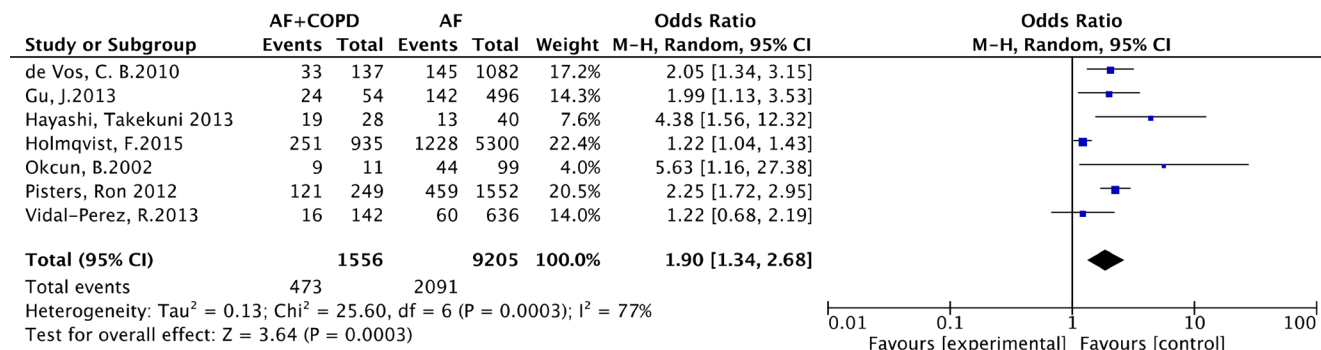 AF+COPD AF Odds Ratio Odds Ratio
Study or Subgroup Events Total Events Total Weight M-H, Random, 95% CI M-H, Random, 95% CI
de Vos, C. B.2010 33 137 145 1082 17.2% 2.05 [1.34, 3.15]
Gu, J.2013 24 54 142 496 14.3% 1.99 [1.13, 3.53]
Hayashi, Takekuni 2013 19 28 13 40 7.6% 4.38 [1.56, 12.32]
Holmqvist, F.2015 251 935 1228 5300 22.4% 1.22 [1.04, 1.43]
Okcun, B.2002 9 11 44 99 4.0% 5.63 [1.16, 27.38]
Pisters, Ron 2012 121 249 459 1552 20.5% 2.25 [1.72, 2.95]
Vidal-Perez, R.2013 16 142 60 636 14.0% 1.22 [0.68, 2.19]
Total (95% CI) 1556 9205 100.0% 1.90 [1.34, 2.68]
Total events 473 2091
Heterogeneity: Tau² = 0.13; Chi² = 25.60, df = 6 (P = 0.0003); I² = 77%
Test for overall effect: Z = 3.64 (P = 0.0003)
0.01 0.1 1 10 100
Favours [experimental] Favours [control]